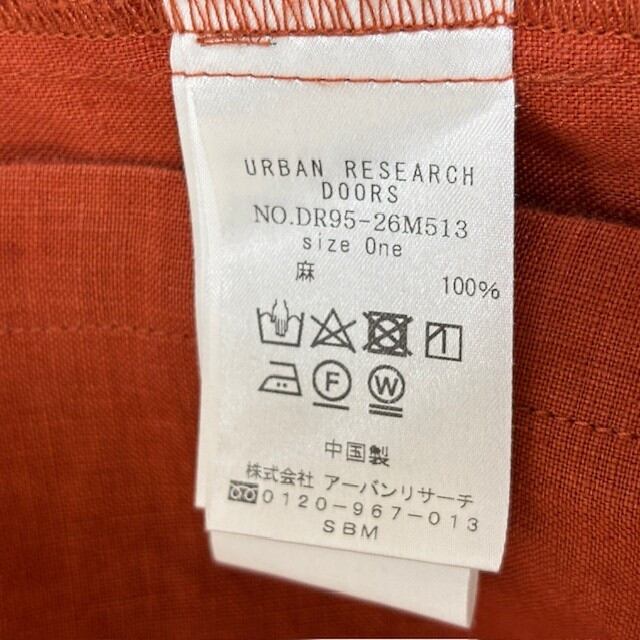 URBAN RESEARCH
DOORS
NO.DR95-26M513
size One
麻 100%
F W
中国製
株式会社 アーバンリサーチ
0120-967-013
SBM